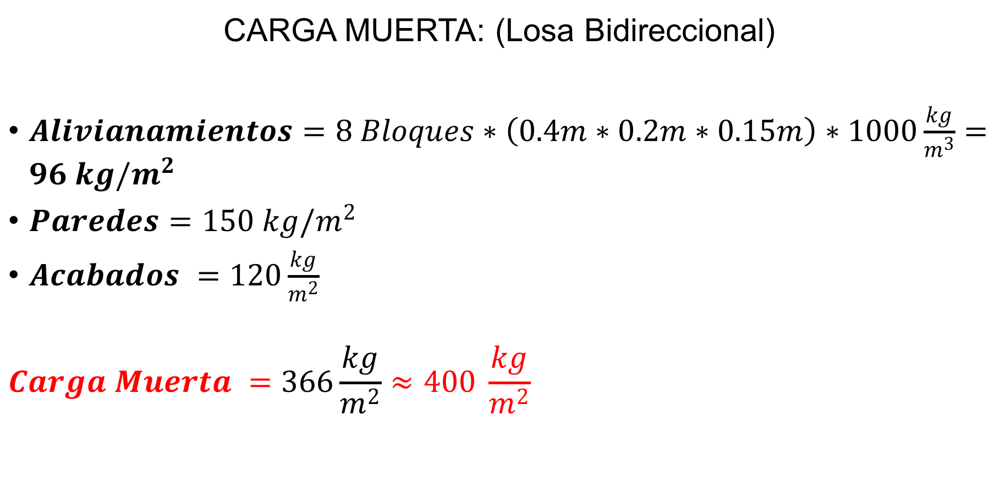 CARGA MUERTA: (Losa Bidireccional)
• Alivianamientos = 8 Bloques ∗ (0.4m ∗ 0.2m ∗ 0.15m) ∗ 1000 kg/m³ =
96 kg/m²
• Paredes = 150 kg/m²
• Acabados = 120 kg/m²
Carga Muerta = 366 kg/m² ≈ 400 kg/m²